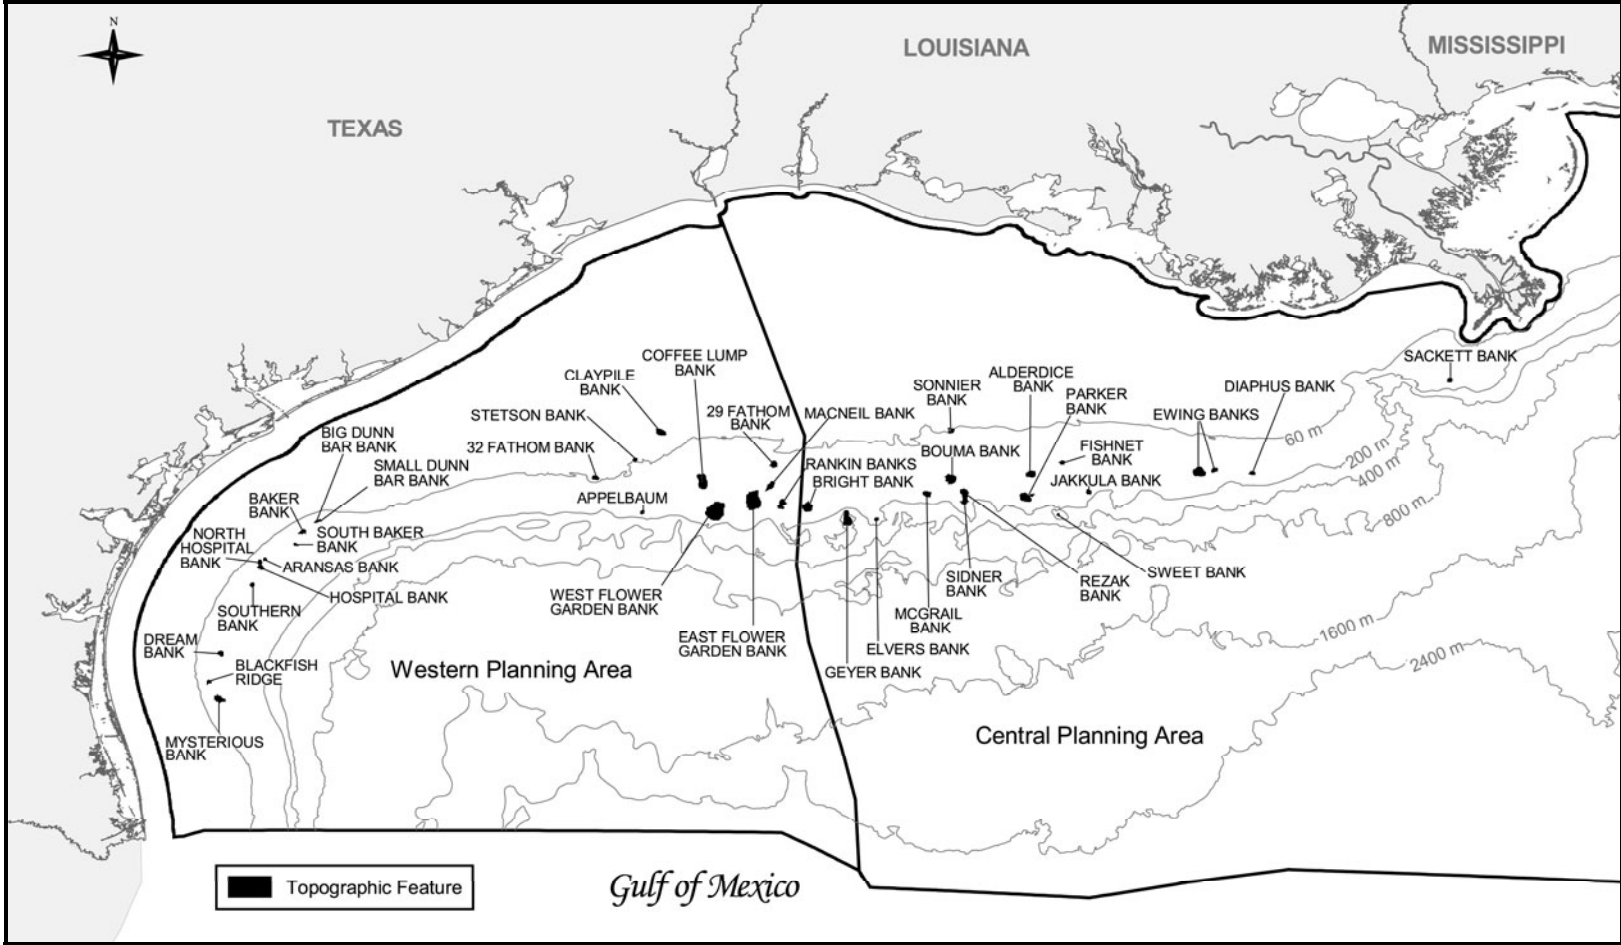 N
LOUISIANA
MISSISSIPPI
TEXAS
COFFEE LUMP
BANK
CLAYPILE
BANK
STETSON BANK
32 FATHOM BANK
29 FATHOM
BANK
MACNEIL BANK
RANKIN BANKS
BRIGHT BANK
SONNIER
BANK
ALDERDICE
BANK
PARKER
BANK
BOUMA BANK
FISHNET
BANK
JAKKULA BANK
EWING BANKS
DIAPHUS BANK
SACKETT BANK
60 m
200 m
400 m
800 m
1600 m
2400 m
BIG DUNN
BAR BANK
SMALL DUNN
BAR BANK
BAKER
BANK
SOUTH BAKER
BANK
NORTH
HOSPITAL
BANK
ARANSAS BANK
HOSPITAL BANK
SOUTHERN
BANK
DREAM
BANK
BLACKFISH
RIDGE
MYSTERIOUS
BANK
APPELBAUM
WEST FLOWER
GARDEN BANK
EAST FLOWER
GARDEN BANK
GEYER BANK
ELVERS BANK
MCGRAIL
BANK
SIDNER
BANK
REZAK
BANK
SWEET BANK
Western Planning Area
Central Planning Area
Topographic Feature
Gulf of Mexico